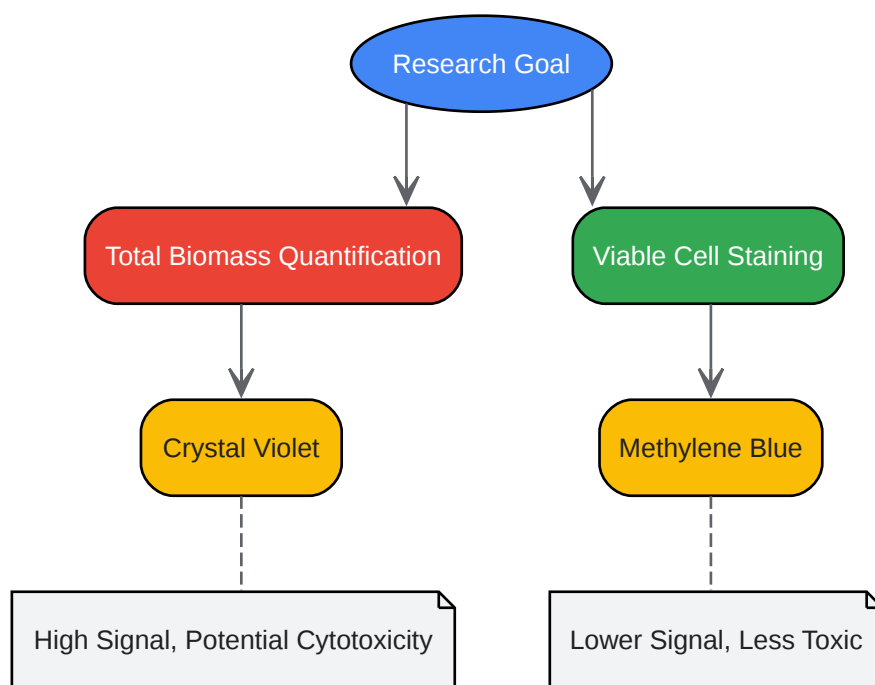 Research Goal
Total Biomass Quantification
Viable Cell Staining
Crystal Violet
Methylene Blue
High Signal, Potential Cytotoxicity
Lower Signal, Less Toxic